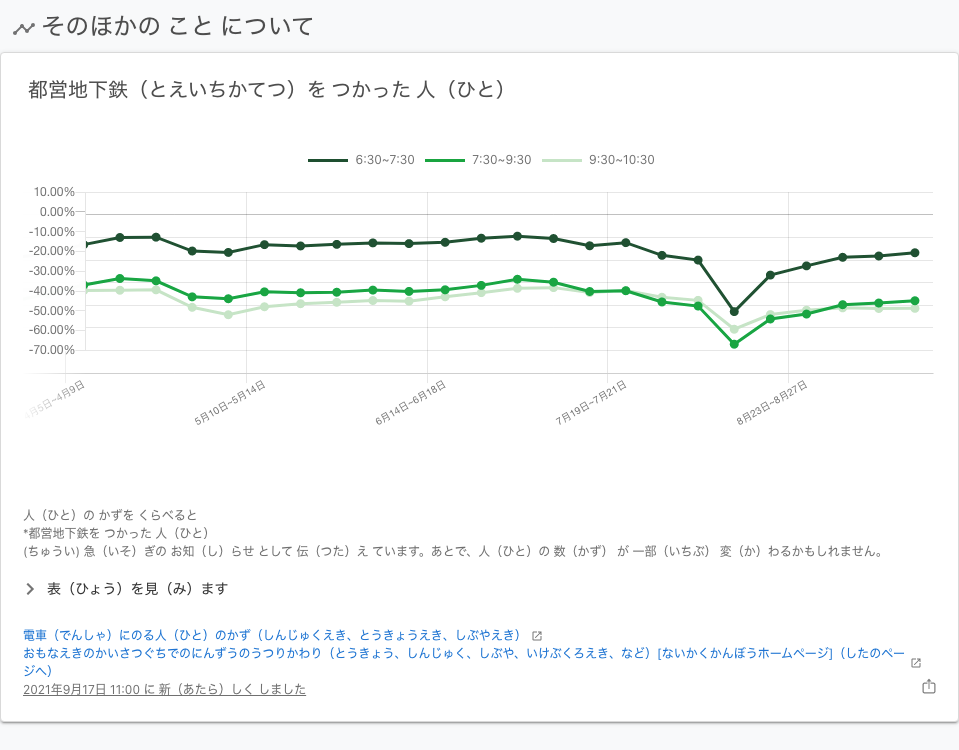 そのほかの こと について
都営地下鉄（とえいちかてつ）を つかった 人（ひと）
6:30~7:30 7:30~9:30 9:30~10:30
10.00%
0.00%
-10.00%
-20.00%
-30.00%
-40.00%
-50.00%
-60.00%
-70.00%
月5日~4月9日
5月10日~5月14日
6月14日~6月18日
7月19日~7月21日
8月23日~8月27日
人（ひと）の かずを くらべると
*都営地下鉄を つかった 人（ひと）
(ちゅうい) 急（いそ）ぎの お知（し）らせ として 伝（つた）え ています。あとで、人（ひと）の 数（かず） が 一部（いちぶ） 変（か）わるかもしれません。
表（ひょう）を見（み）ます
電車（でんしゃ）にのる人（ひと）のかず（しんじゅくえき、とうきょうえき、しぶやえき）
おもなえきのかいさつぐちでのにんずうのうつりかわり（とうきょう、しんじゅく、しぶや、いけぶくろえき、など）[ないかくかんぼうホームページ]（したのペー
ジへ）
2021年9月17日 11:00 に 新（あたら）しく しました